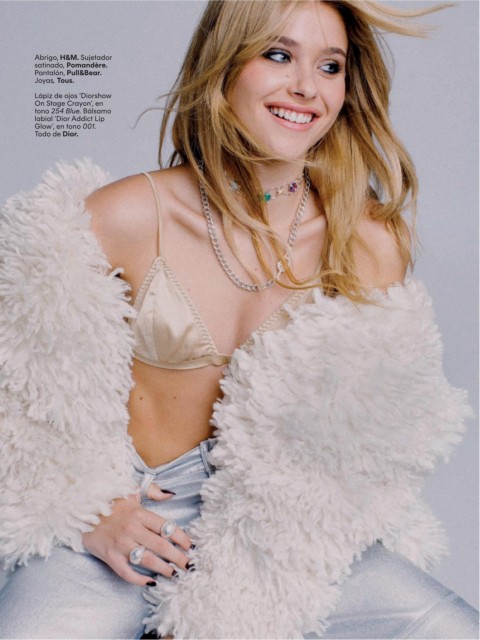 Abrigo, H&M. Sujetador
satinado, Pomandère.
Pantalón, Pull&Bear.
Joyas, Tous.
Lápiz de ojos 'Diorshow
On Stage Crayon', en
tono 254 Blue. Bálsamo
labial 'Dior Addict Lip
Glow', en tono 001.
Todo de Dior.